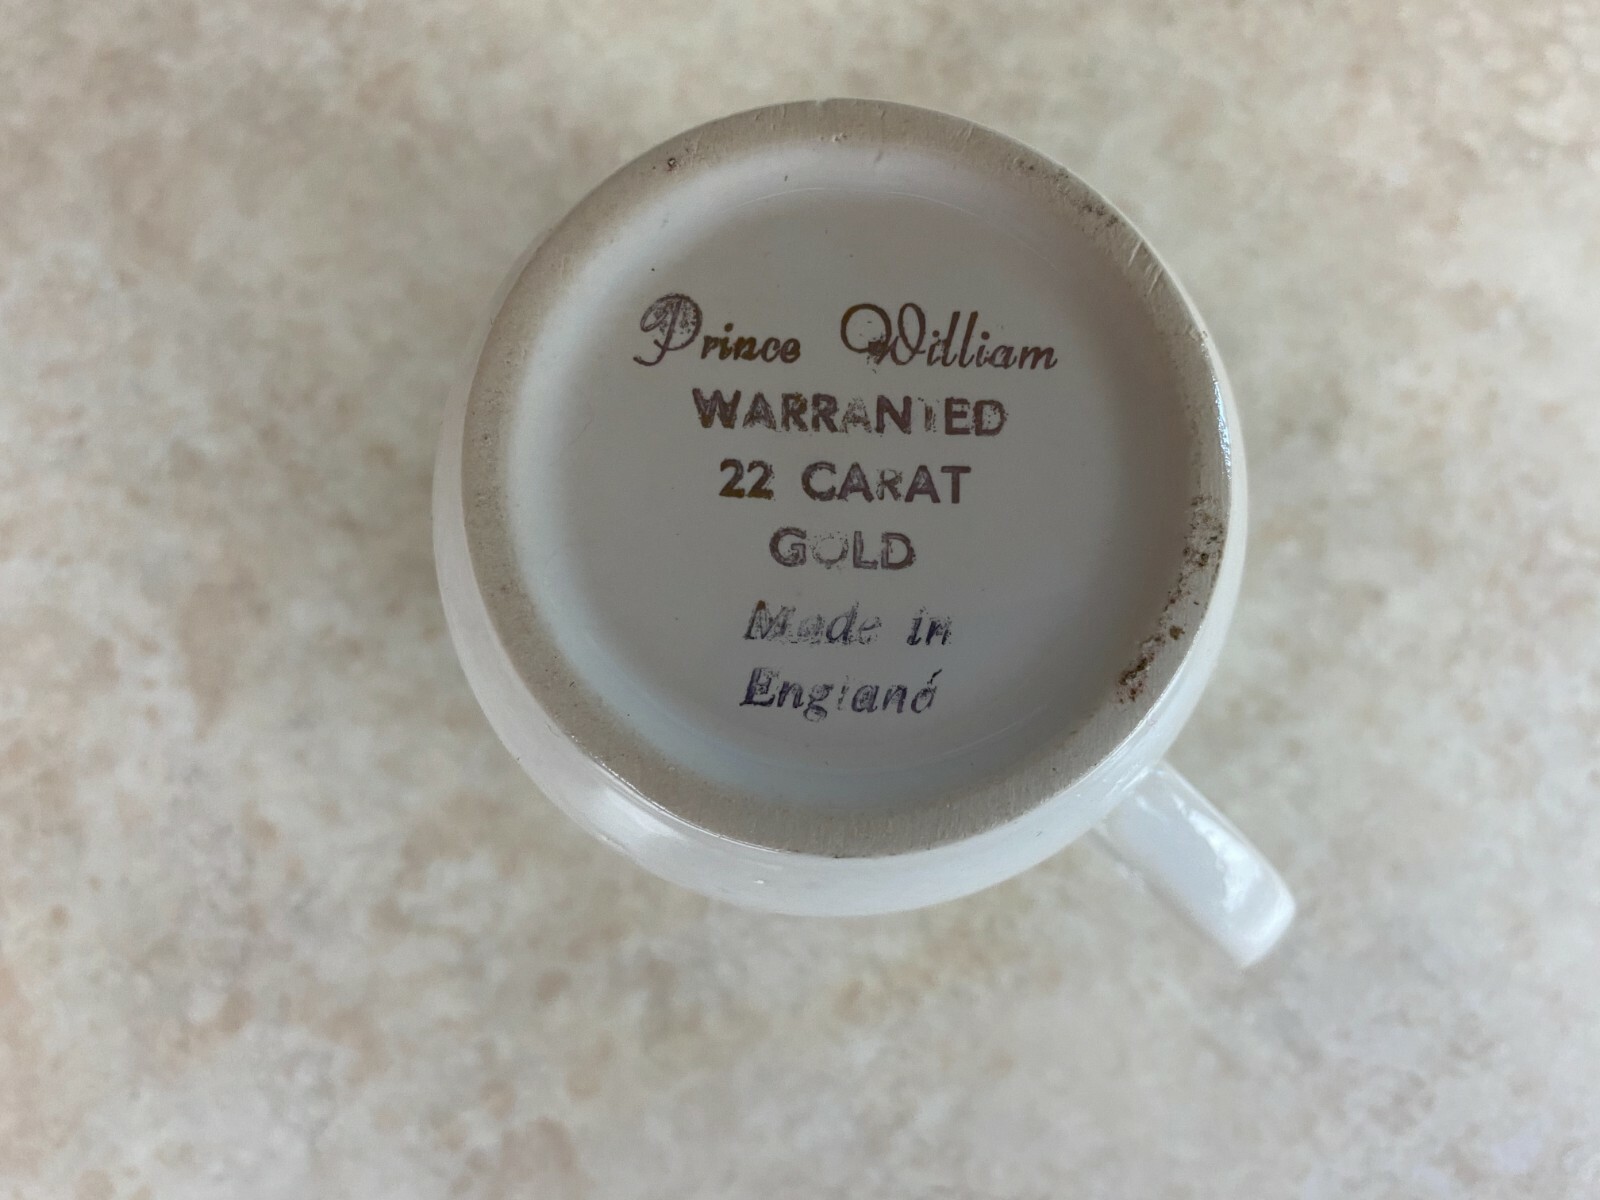 Prince William
WARRANTED
22 CARAT
GOLD
Made in
England